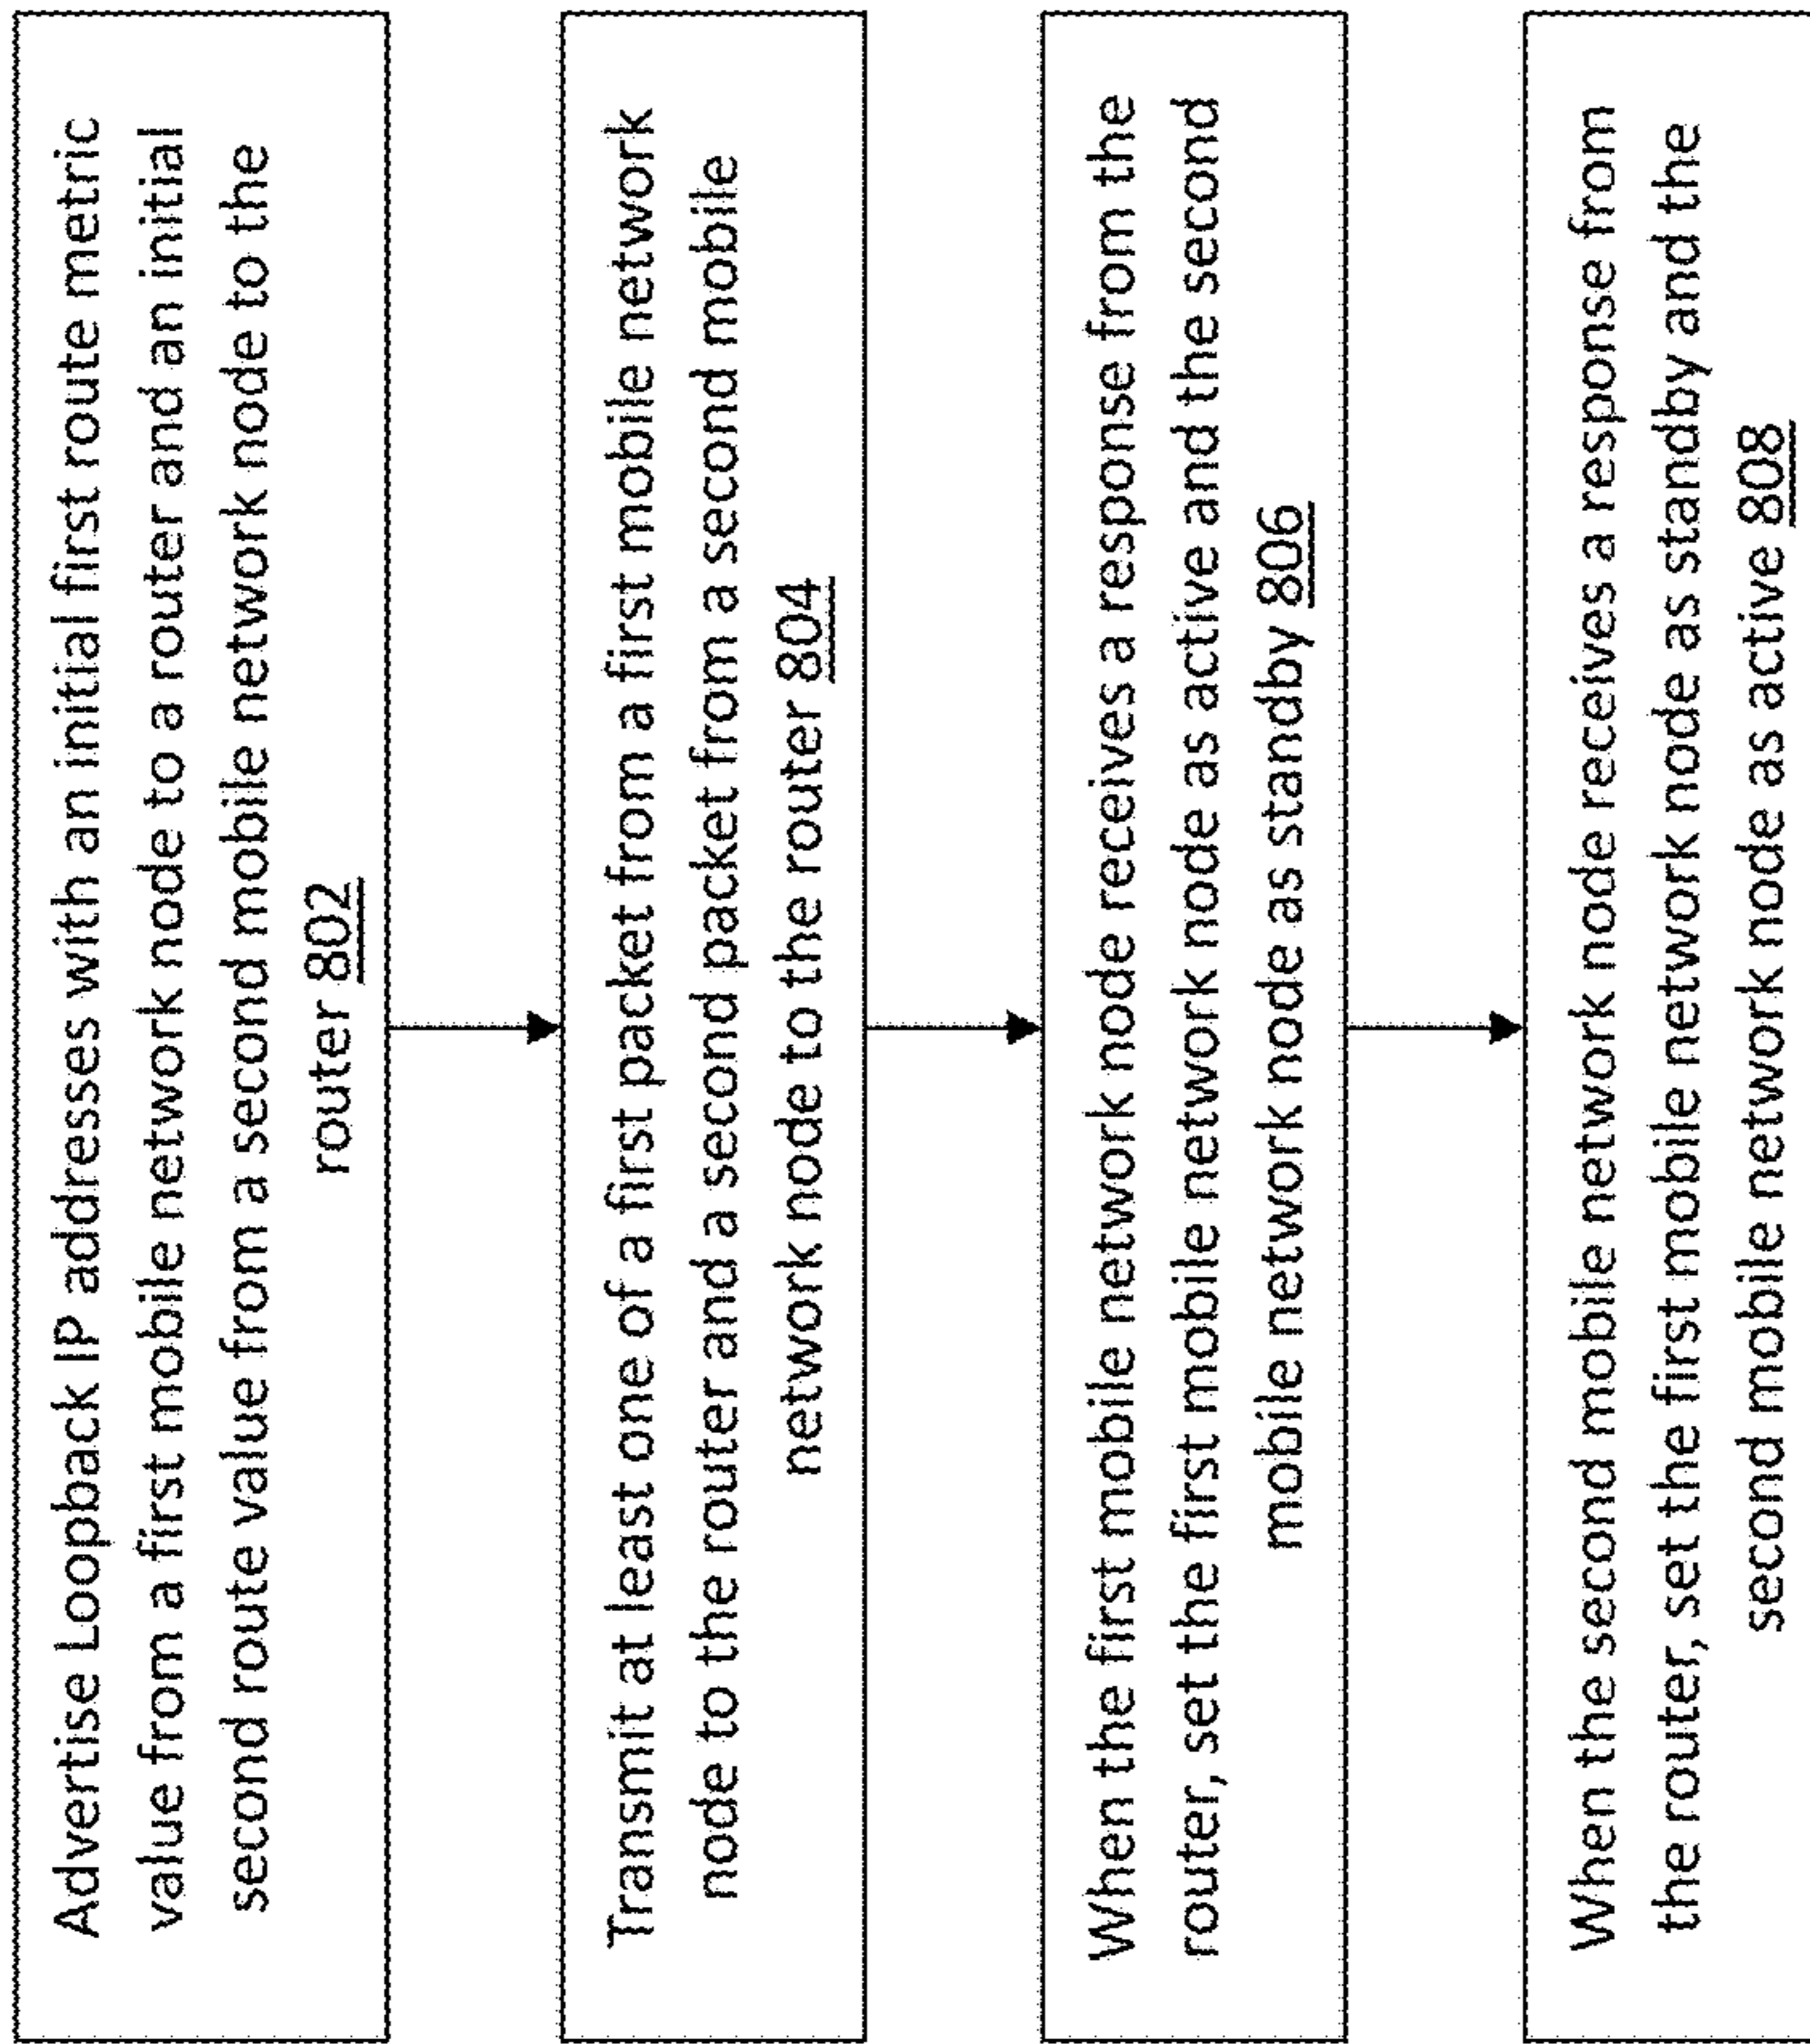 Advertise Loopback IP addresses with an initial first route metric
value from a first mobile network node to a router and an initial
second route value from a second mobile network node to the
router 802
Transmit at least one of a first packet from a first mobile network
node to the router and a second packet from a second mobile
network node to the router 804
When the first mobile network node receives a response from the
router, set the first mobile network node as active and the second
mobile network node as standby 806
When the second mobile network node receives a response from
the router, set the first mobile network node as standby and the
second mobile network node as active 808